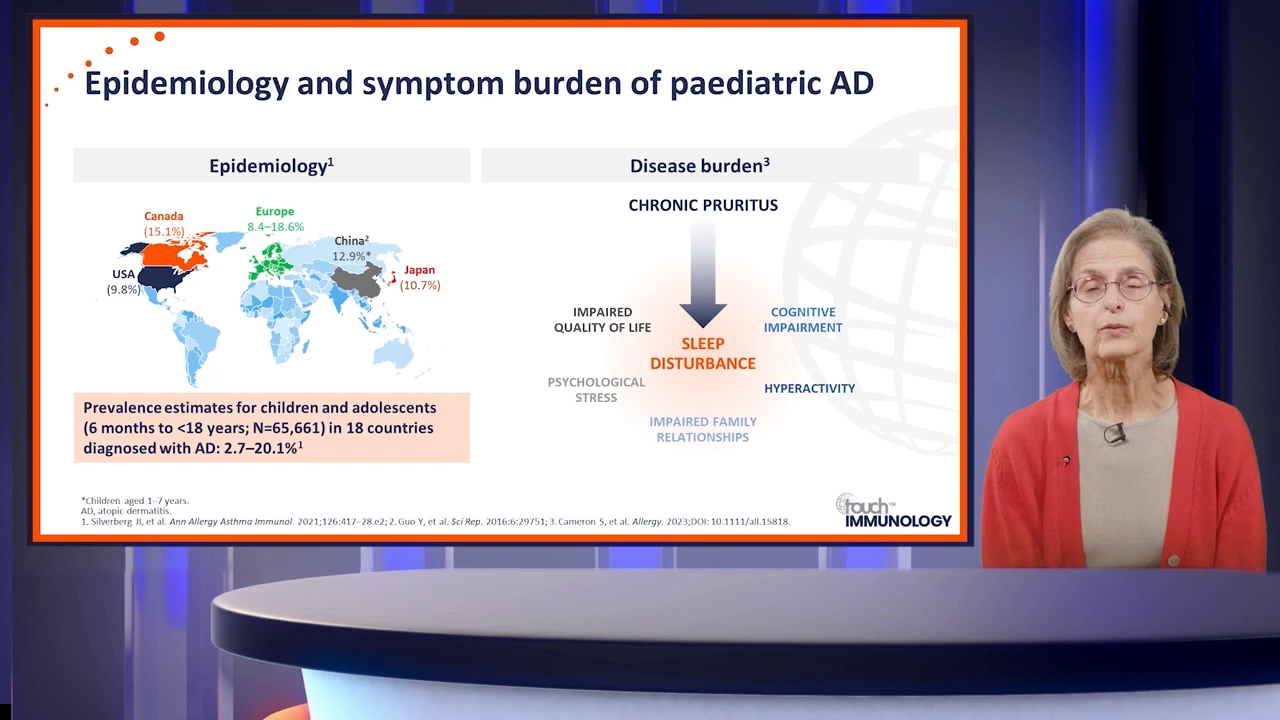 Epidemiology and symptom burden of paediatric AD
Epidemiology1
Canada
(15.1%)
Europe
8.4–18.6%
China2
12.9%*
USA
(9.8%)
Japan
(10.7%)
Prevalence estimates for children and adolescents
(6 months to <18 years; N=65,661) in 18 countries
diagnosed with AD: 2.7–20.1%1
Disease burden3
CHRONIC PRURITUS
IMPAIRED
QUALITY OF LIFE
COGNITIVE
IMPAIRMENT
SLEEP
DISTURBANCE
PSYCHOLOGICAL
STRESS
HYPERACTIVITY
IMPAIRED FAMILY
RELATIONSHIPS
*Children aged 1–7 years.
AD, atopic dermatitis.
1. Silverberg JI, et al. Ann Allergy Asthma Immunol. 2021;126:417–28.e2; 2. Guo Y, et al. Sci Rep. 2016:6:29751; 3. Cameron S, et al. Allergy. 2023;DOI: 10.1111/all.15818.
touch™
IMMUNOLOGY